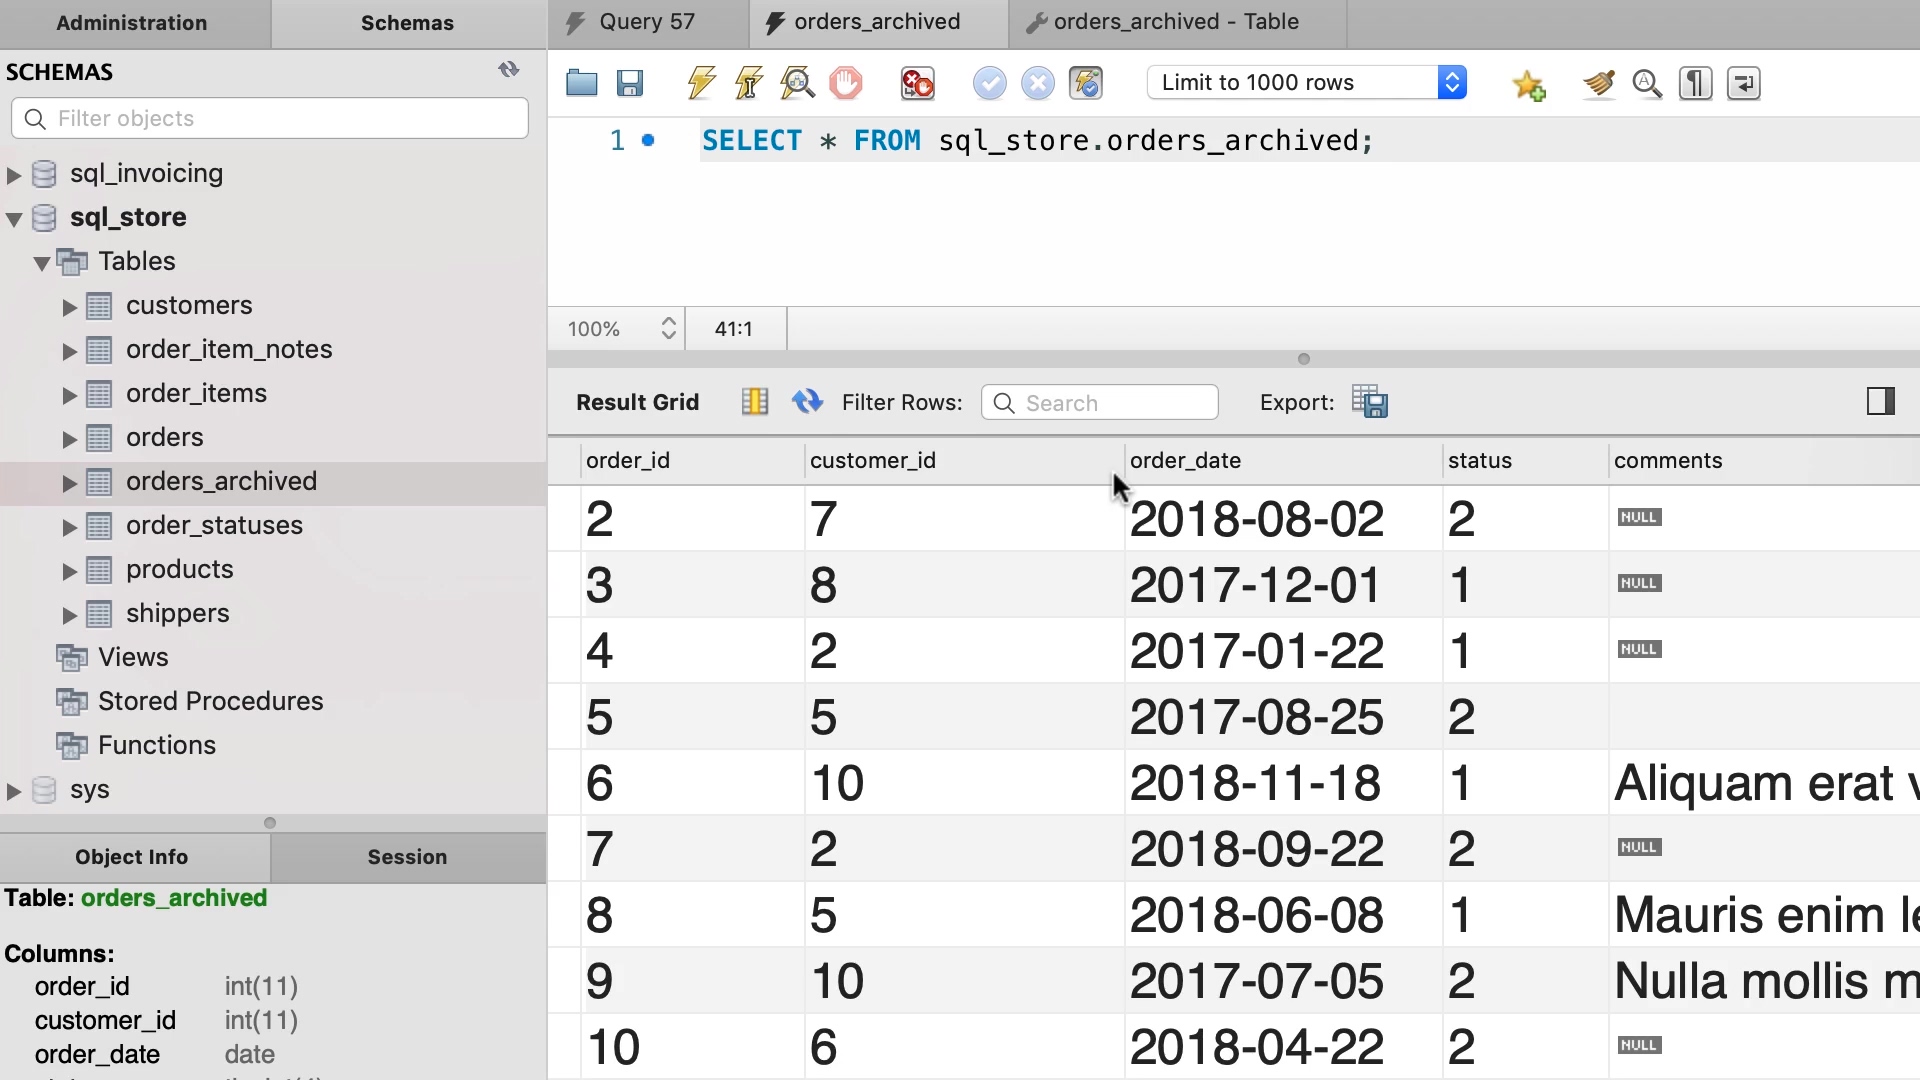 Administration
Schemas
SCHEMAS
Filter objects
sql_invoicing
sql_store
Tables
customers
order_item_notes
order_items
orders
orders_archived
order_statuses
products
shippers
Views
Stored Procedures
Functions
sys
Object Info
Session
Table: orders_archived
Columns:
order_id int(11)
customer_id int(11)
order_date date
Query 57
orders_archived
orders_archived - Table
Limit to 1000 rows
1 SELECT * FROM sql_store.orders_archived;
100% 41:1
Result Grid Filter Rows: Search Export:
order_id customer_id order_date status comments
2 7 2018-08-02 2 NULL
3 8 2017-12-01 1 NULL
4 2 2017-01-22 1 NULL
5 5 2017-08-25 2
6 10 2018-11-18 1 Aliquam erat
7 2 2018-09-22 2 NULL
8 5 2018-06-08 1 Mauris enim
9 10 2017-07-05 2 Nulla mollis
10 6 2018-04-22 2 NULL